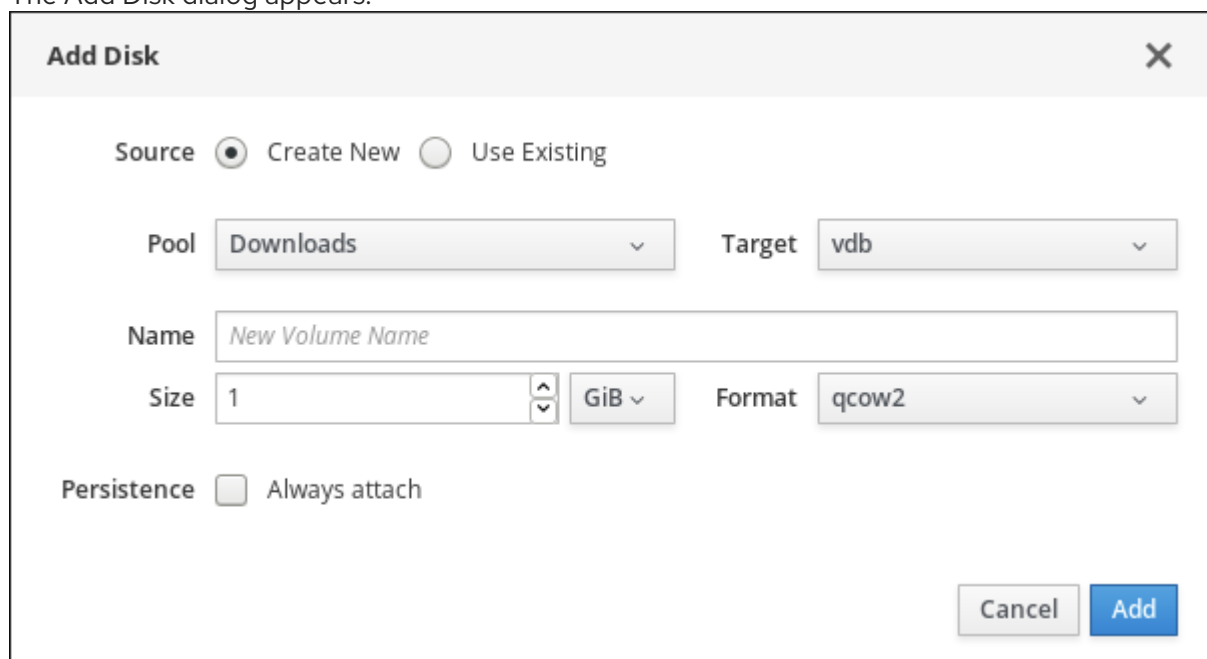 The Add Disk dialog appears.
Add Disk
Source Create New Use Existing
Pool Downloads Target vdb
Name New Volume Name
Size 1 GiB Format qcow2
Persistence Always attach
Cancel Add